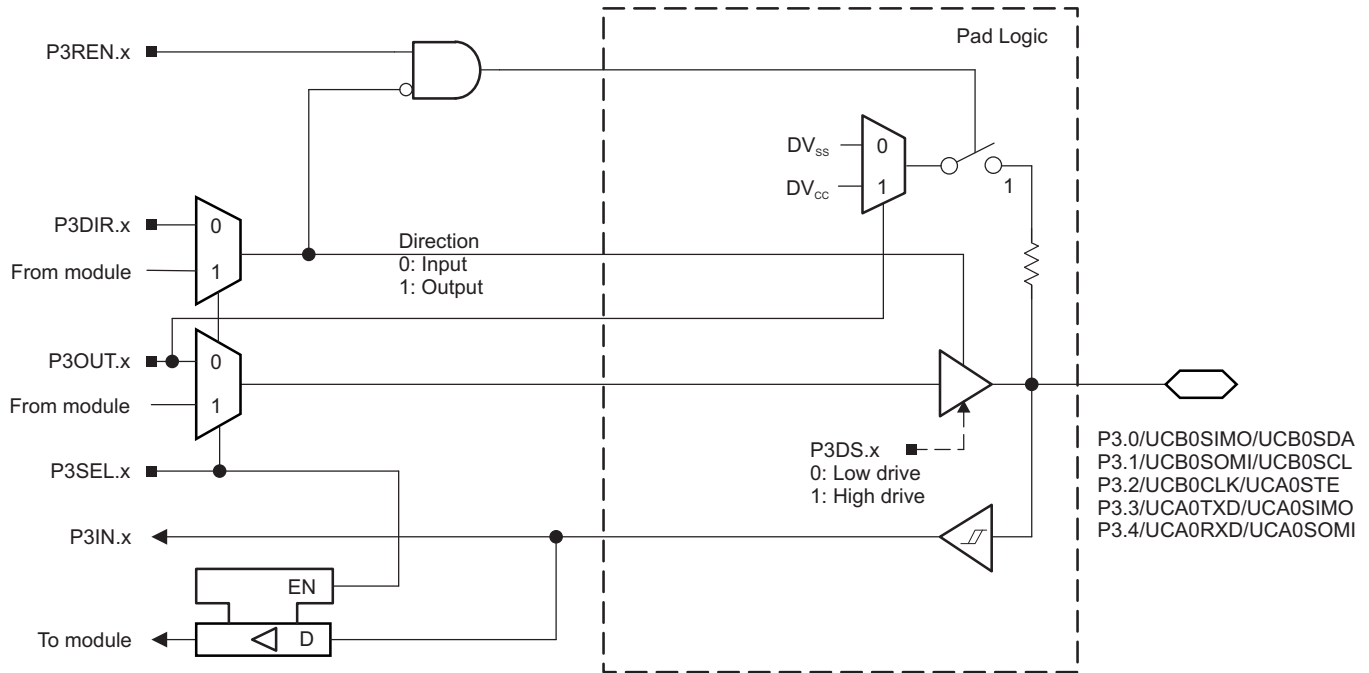 Pad Logic
P3REN.x
DVss
0
DVcc
1
1
P3DIR.x
0
From module
1
Direction
0: Input
1: Output
P3OUT.x
0
From module
1
P3SEL.x
P3DS.x
0: Low drive
1: High drive
P3.0/UCB0SIMO/UCB0SDA
P3.1/UCB0SOMI/UCB0SCL
P3.2/UCB0CLK/UCA0STE
P3.3/UCA0TXD/UCA0SIMO
P3.4/UCA0RXD/UCA0SOMI
P3IN.x
EN
To module
D